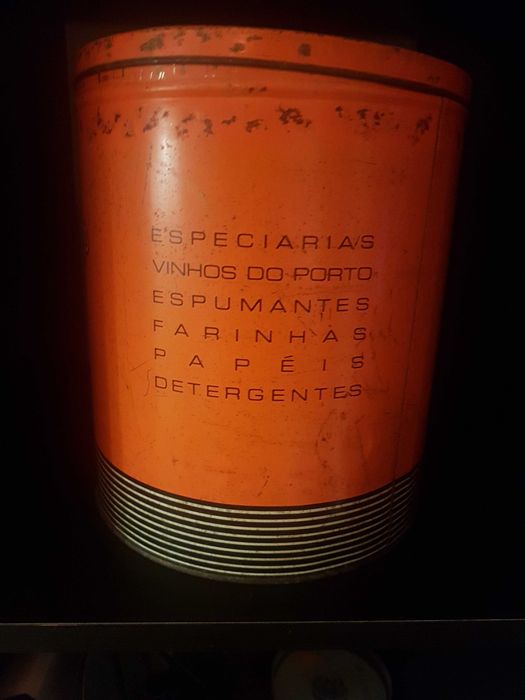 ESPECIARIAS
VINHOS DO PORTO
ESPUMANTES
FARINHAS
PAPÉIS
DETERGENTES